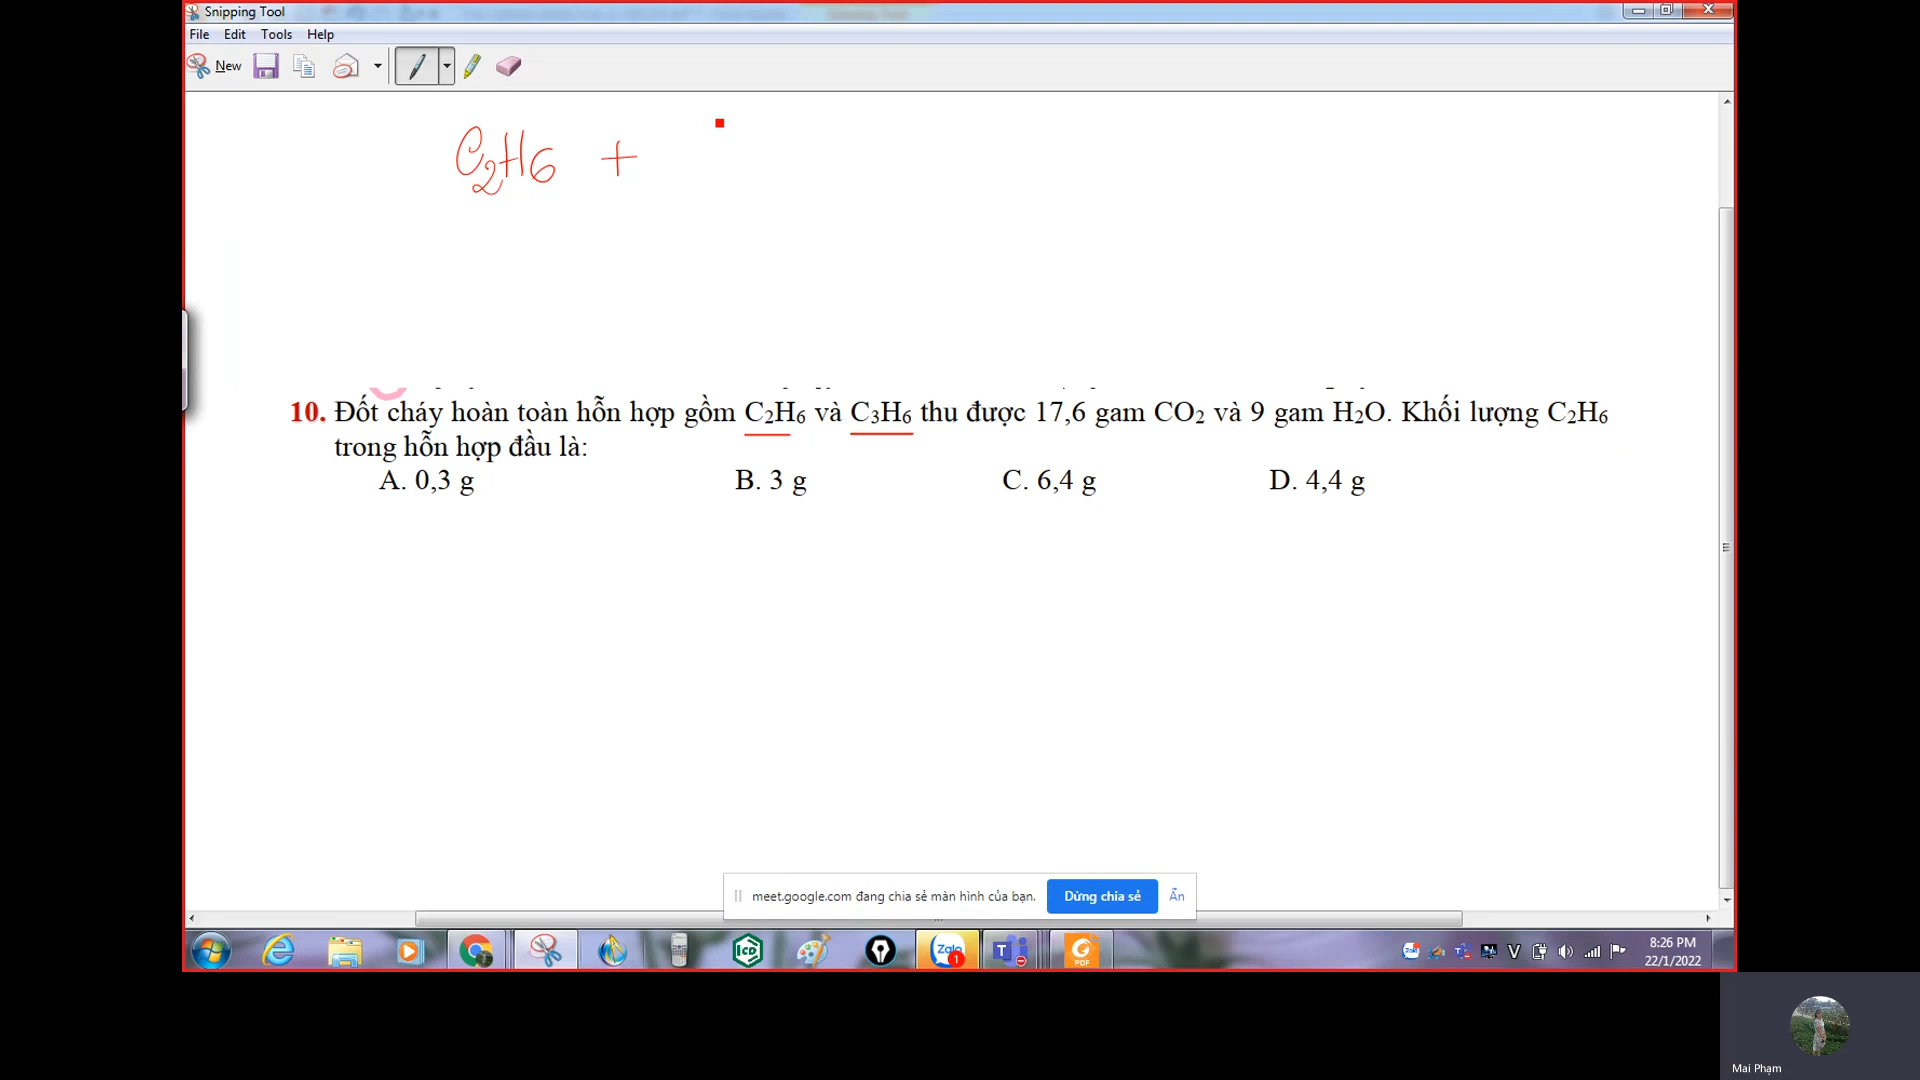 Snipping Tool
File Edit Tools Help
New
C2H6 +
10. Đốt cháy hoàn toàn hỗn hợp gồm C2H6 và C3H6 thu được 17,6 gam CO2 và 9 gam H2O. Khối lượng C2H6
trong hỗn hợp đầu là:
A. 0,3 g B. 3 g C. 6,4 g D. 4,4 g
meet.google.com đang chia sẻ màn hình của bạn. Dừng chia sẻ Ẩn
Zalo 1
PDF
8:26 PM
22/1/2022
Mai Phạm